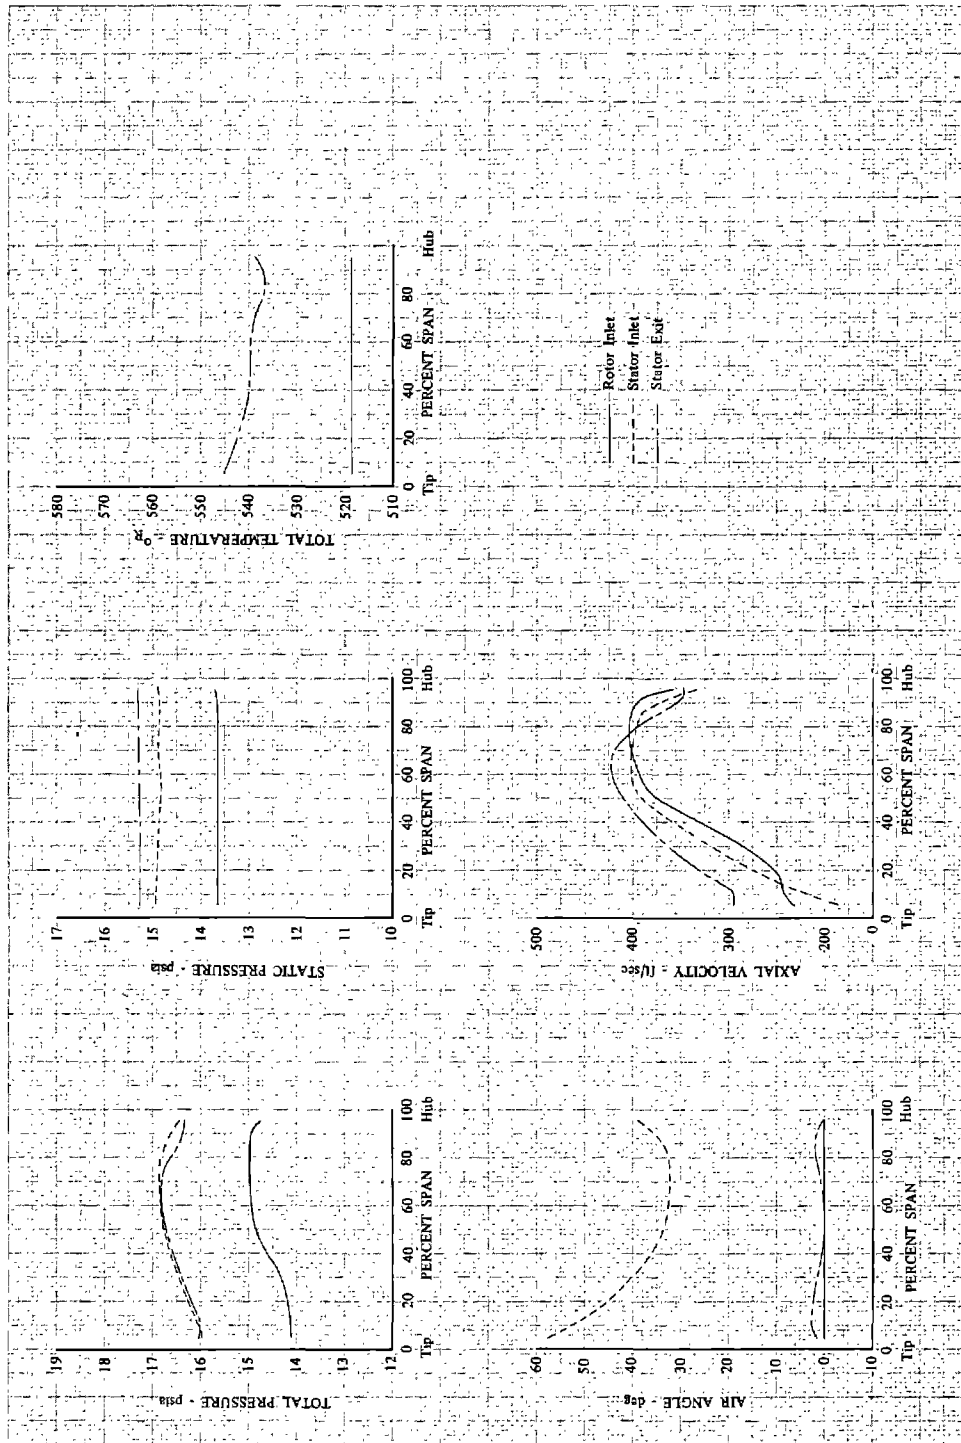 TOTAL PRESSURE - psia
19
18
17
16
15
14
13
12
0 20 40 60 80 100
Tip PERCENT SPAN Hub
STATIC PRESSURE - psia
17
16
15
14
13
12
11
10
0 20 40 60 80 100
Tip PERCENT SPAN Hub
TOTAL TEMPERATURE - °R
580
570
560
550
540
530
520
510
0 20 40 60 80 100
Tip PERCENT SPAN Hub
AIR ANGLE - deg
60
50
40
30
20
10
0
10
0 20 40 60 80 100
Tip PERCENT SPAN Hub
AXIAL VELOCITY - ft/sec
500
400
300
200
0
0 20 40 60 80 100
Tip PERCENT SPAN Hub
Rotor Inlet
Stator Inlet
Stator Exit